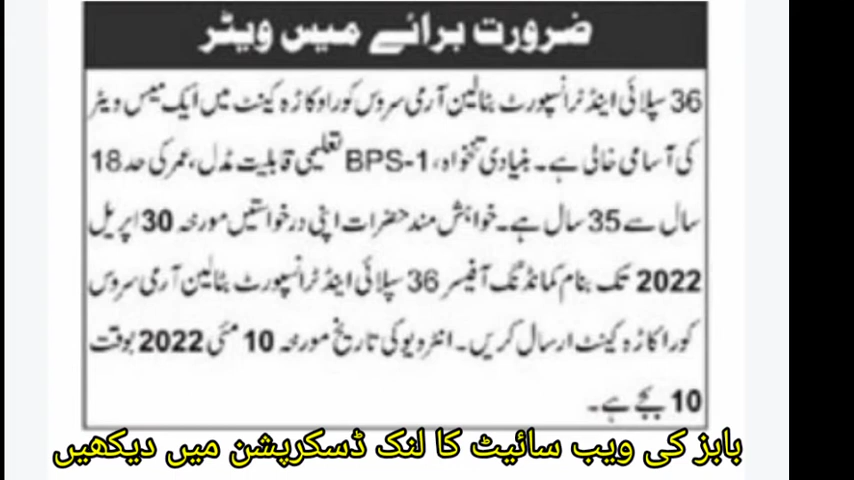 ضرورت برائے میس ویٹر
36 سپلائی اینڈ ٹرانسپورٹ بٹالین آرمی سروس کور اوکاڑہ کینٹ میں ایک میس ویٹر
کی آسامی خالی ہے۔ بنیادی تنخواہ، BPS-1 تعلیمی قابلیت مڈل، عمر کی حد 18
سال سے 35 سال ہے۔ خواہش مند حضرات اپنی درخواستیں مورخہ 30 اپریل
2022 تک بنام کمانڈنگ آفیسر 36 سپلائی اینڈ ٹرانسپورٹ بٹالین آرمی سروس
کور اکاڑہ کینٹ ارسال کریں۔ انٹرویو کی تاریخ مورخہ 10 مئی 2022 بوقت
10 بجے ہے۔
بابز کی ویب سائیٹ کا لنک ڈسکرپشن میں دیکھیں